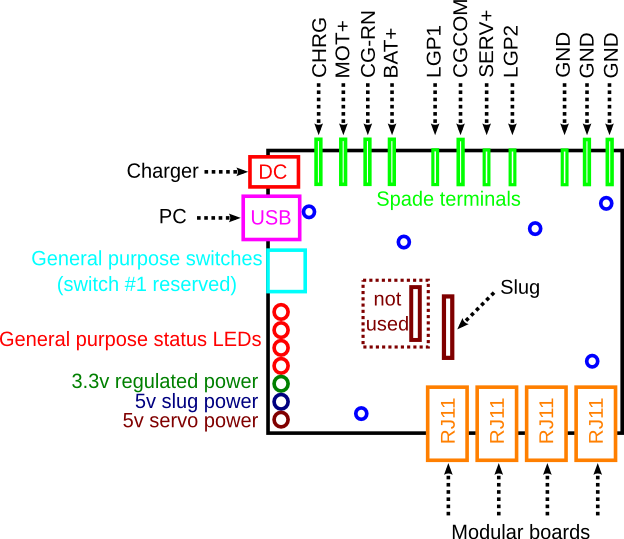 CHRG
MOT+
CG-RN
BAT+
LGP1
CGCOM
SERV+
LGP2
GND
GND
GND
Charger
DC
Spade terminals
PC
USB
General purpose switches
(switch #1 reserved)
not
used
Slug
General purpose status LEDs
3.3v regulated power
5v slug power
5v servo power
RJ11
RJ11
RJ11
RJ11
Modular boards